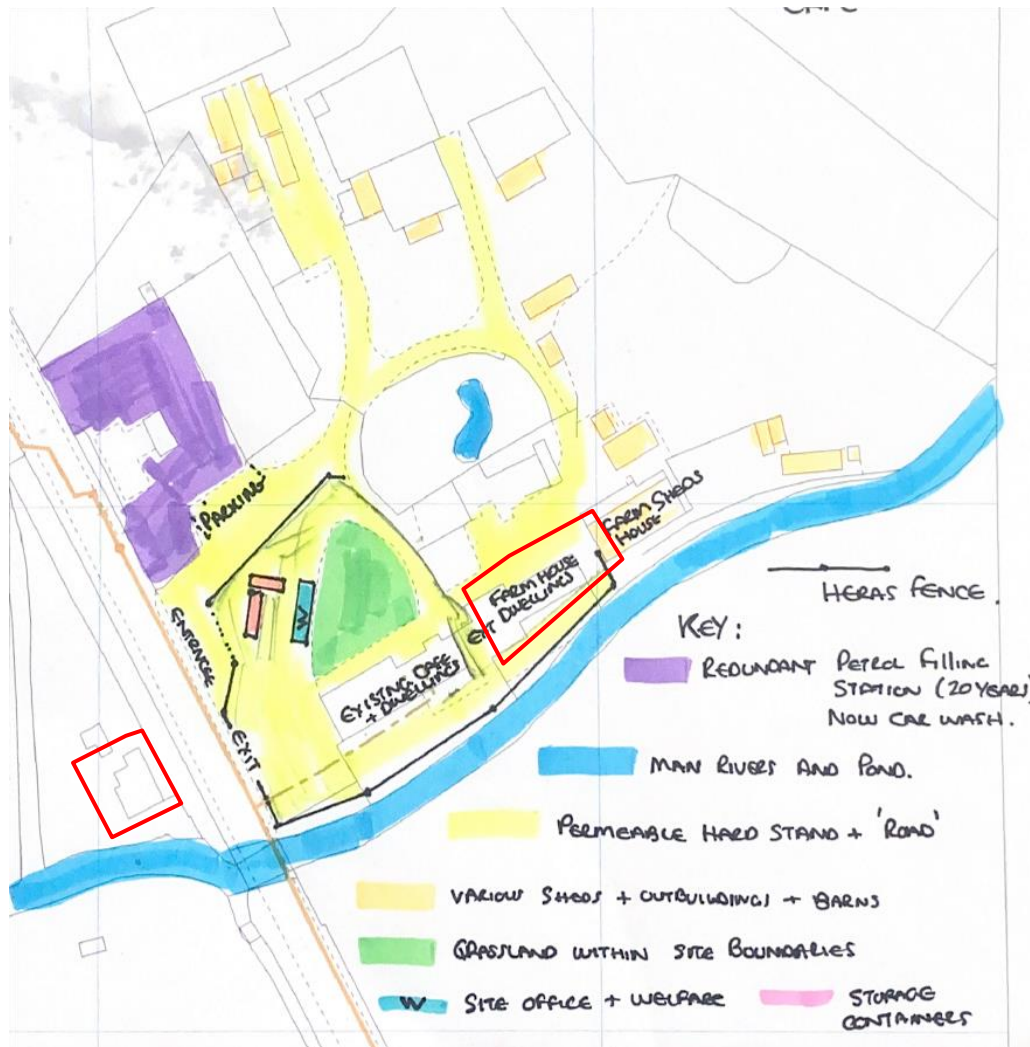 PARKING
ENTRANCE
EXIT
W
EXISTING CAFE
+ DWELLINGS
FARM HOUSE
EXT DWELLINGS
FARM SHEDS
HOUSE
HERAS FENCE.
KEY:
REDUNDANT PETROL FILLING
STATION (20 YEARS)
NOW CAR WASH.
MAN RIVERS AND POND.
PERMEABLE HARD STAND + 'ROAD'
VARIOUS SHEDS + OUTBUILDINGS + BARNS
GRASSLAND WITHIN SITE BOUNDARIES
W SITE OFFICE + WELFARE
STORAGE
CONTAINERS